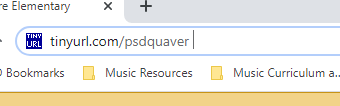 re Elementary
TINY
URL
tinyurl.com/psdquaver
Bookmarks
Music Resources
Music Curriculum a...